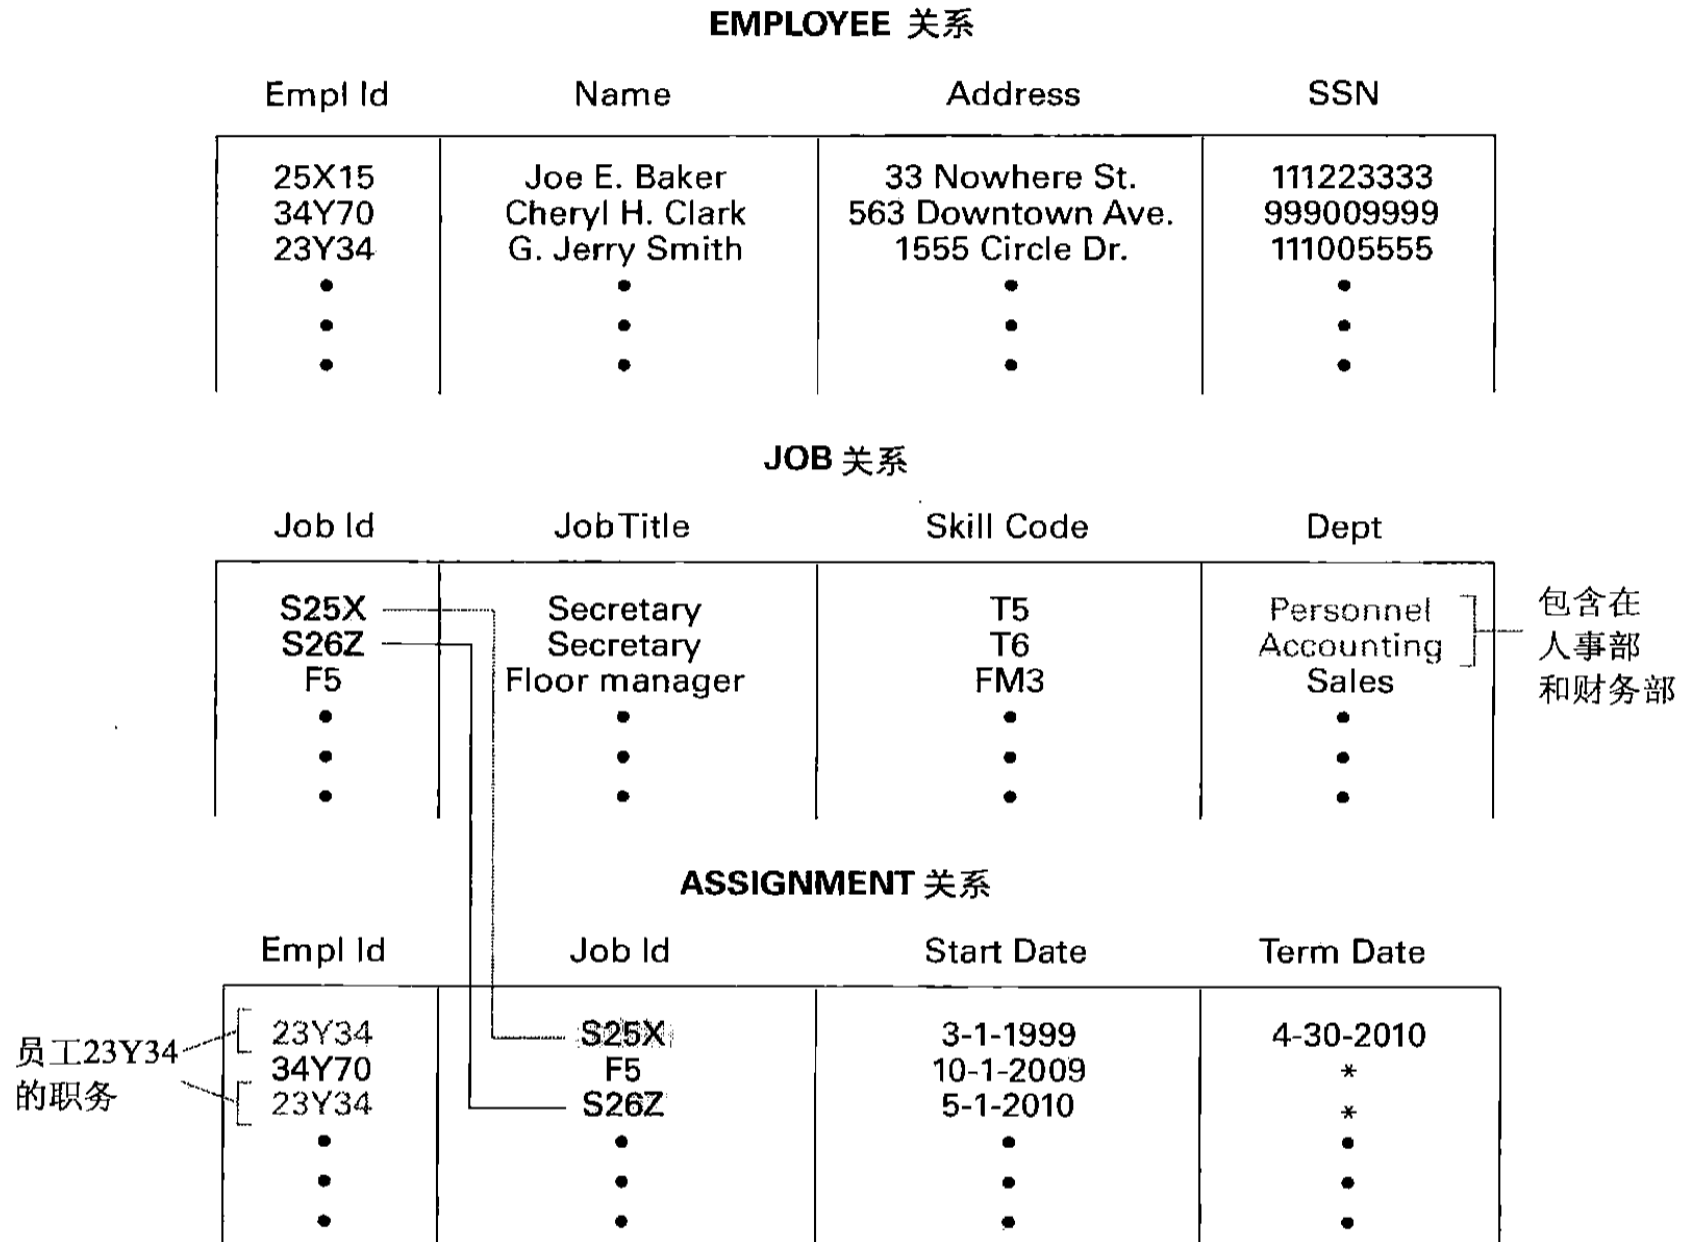 EMPLOYEE 关系
Empl Id Name Address SSN
25X15 Joe E. Baker 33 Nowhere St. 111223333
34Y70 Cheryl H. Clark 563 Downtown Ave. 999009999
23Y34 G. Jerry Smith 1555 Circle Dr. 111005555
JOB 关系
Job Id Job Title Skill Code Dept
S25X Secretary T5 Personnel
S26Z Secretary T6 Accounting
F5 Floor manager FM3 Sales
包含在
人事部
和财务部
ASSIGNMENT 关系
Empl Id Job Id Start Date Term Date
23Y34 S25X 3-1-1999 4-30-2010
34Y70 F5 10-1-2009 *
23Y34 S26Z 5-1-2010 *
员工23Y34
的职务